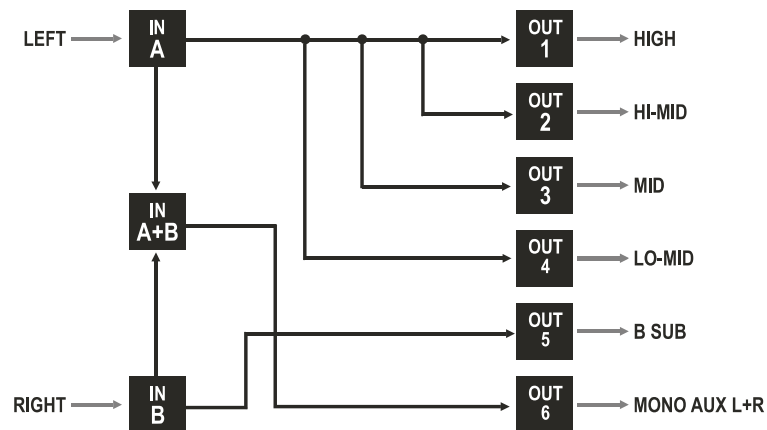 LEFT
IN
A
OUT
1
HIGH
OUT
2
HI-MID
OUT
3
MID
IN
A+B
OUT
4
LO-MID
OUT
5
B SUB
RIGHT
IN
B
OUT
6
MONO AUX L+R